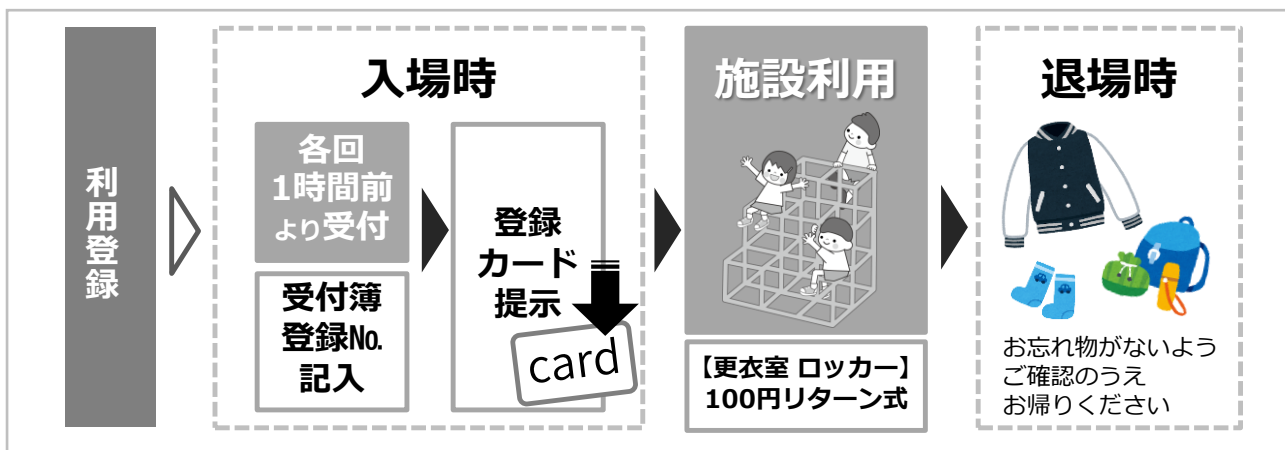 利用登録
入場時
各回
1時間前
より受付
受付簿
登録No.
記入
登録
カード
提示
card
施設利用
【更衣室 ロッカー】
100円リターン式
退場時
お忘れ物がないよう
ご確認のうえ
お帰りください